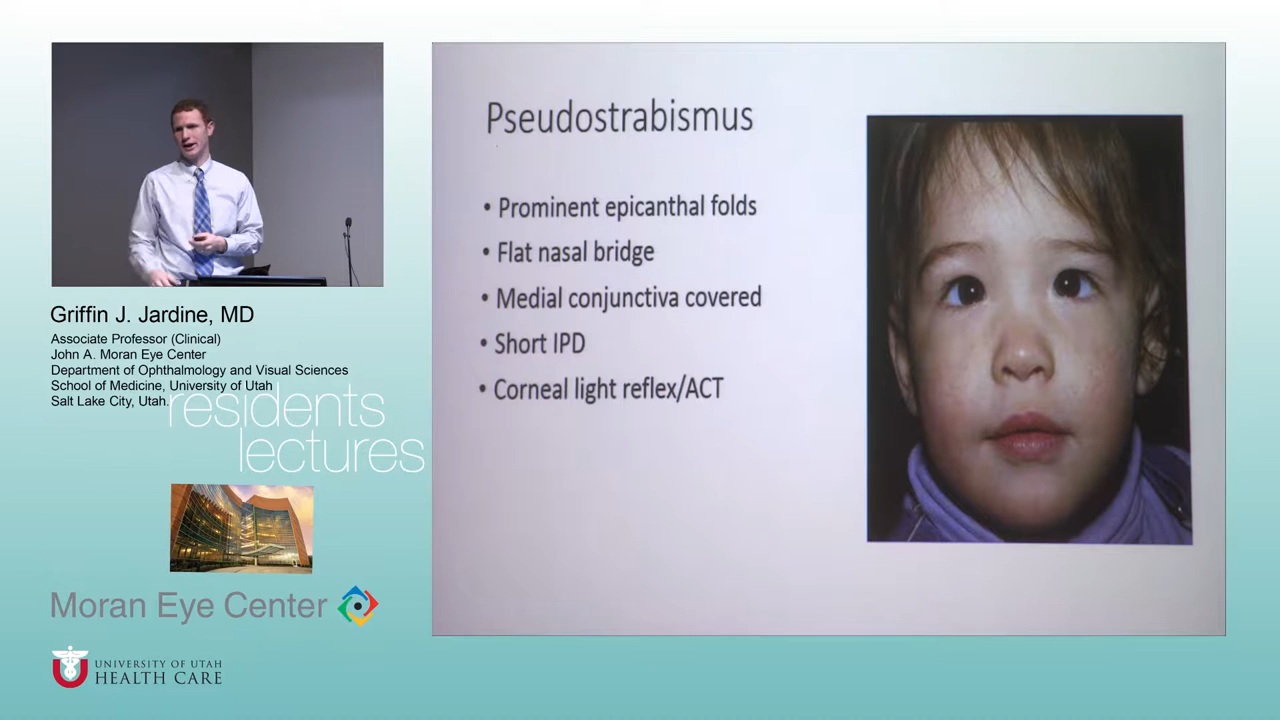 Griffin J. Jardine, MD
Associate Professor (Clinical)
John A. Moran Eye Center
Department of Ophthalmology and Visual Sciences
School of Medicine, University of Utah
Salt Lake City, Utah.
residents
lectures
Moran Eye Center
UNIVERSITY OF UTAH
HEALTH CARE
Pseudostrabismus
• Prominent epicanthal folds
• Flat nasal bridge
• Medial conjunctiva covered
• Short IPD
• Corneal light reflex/ACT